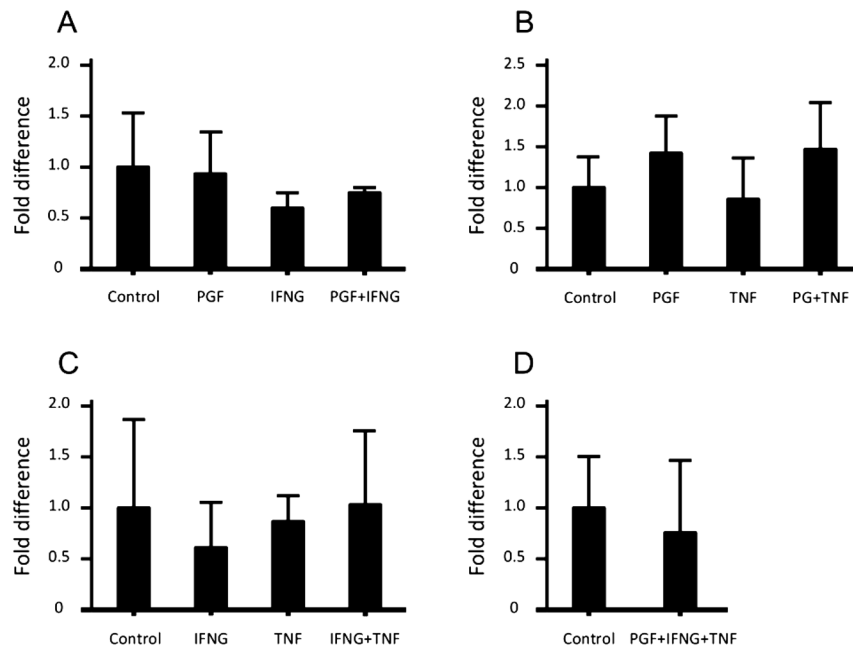 A
Fold difference
2.0
1.5
1.0
0.5
0
Control PGF IFNG PGF+IFNG
B
Fold difference
2.5
2.0
1.5
1.0
0.5
0
Control PGF TNF PG+TNF
C
Fold difference
2.0
1.5
1.0
0.5
0
Control IFNG TNF IFNG+TNF
D
Fold difference
2.0
1.5
1.0
0.5
0
Control PGF+IFNG+TNF